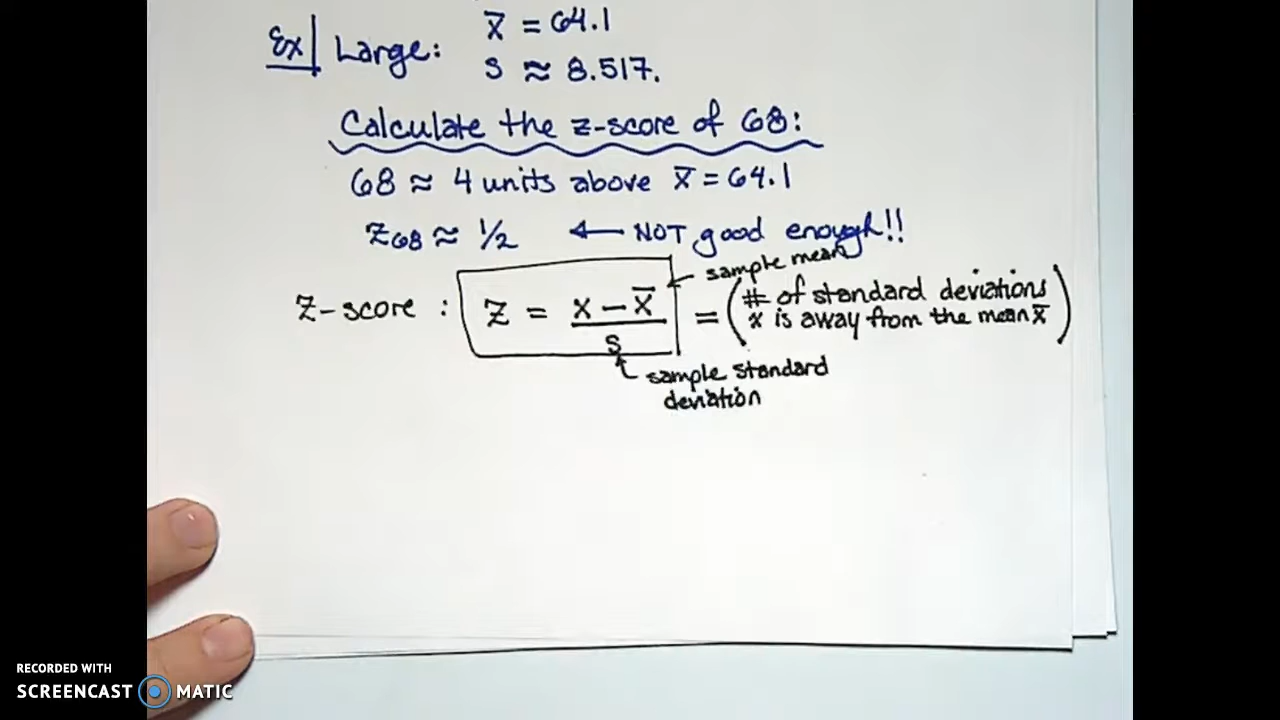 x̄ = 64.1
Ex| Large:
s ≈ 8.517.
Calculate the z-score of 68:
68 ≈ 4 units above x̄ = 64.1
z68 ≈ 1/2 ← NOT good enough!!
sample mean
z-score : z = x – x̄ / s = (# of standard deviations
x is away from the mean x̄)
sample standard
deviation
RECORDED WITH
SCREENCAST MATIC